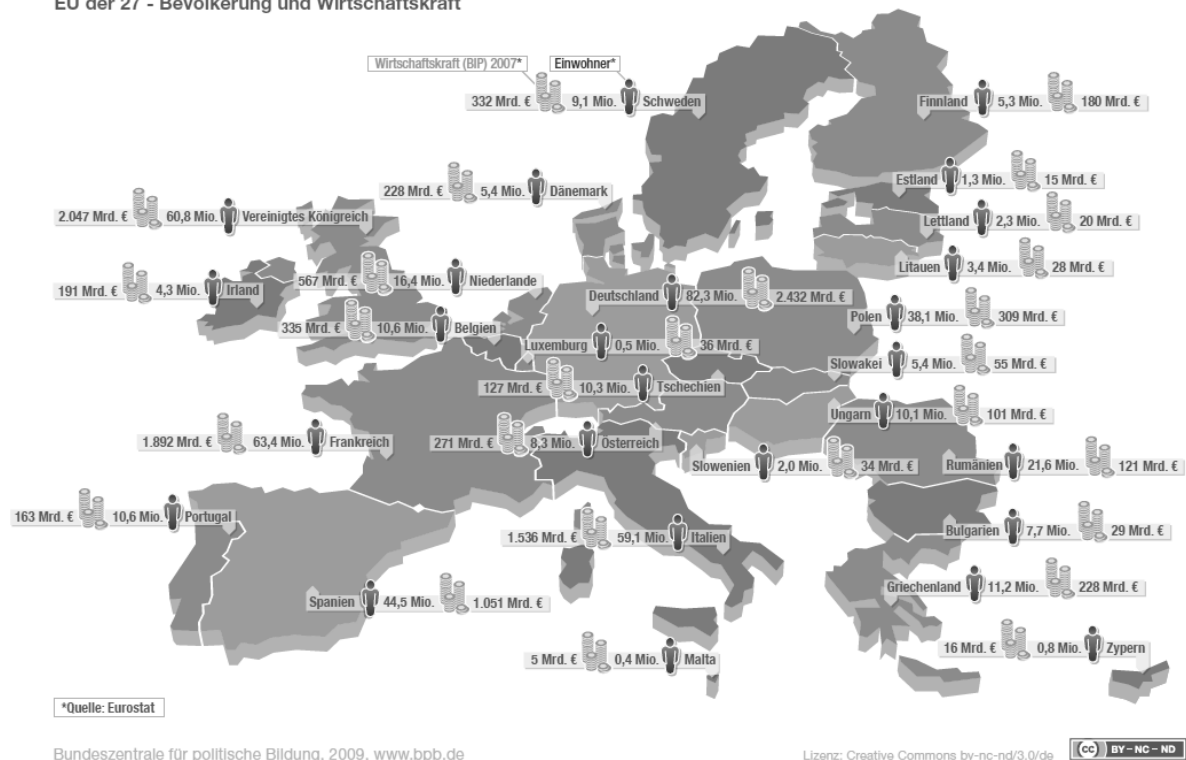 EU der 27 - Bevölkerung und Wirtschaftskraft
Wirtschaftskraft (BIP) 2007*
Einwohner*
332 Mrd. € 9,1 Mio. Schweden
Finnland 5,3 Mio. 180 Mrd. €
Estland 1,3 Mio. 15 Mrd. €
228 Mrd. € 5,4 Mio. Dänemark
2.047 Mrd. € 60,8 Mio. Vereinigtes Königreich
Lettland 2,3 Mio. 20 Mrd. €
Litauen 3,4 Mio. 28 Mrd. €
191 Mrd. € 4,3 Mio. Irland
567 Mrd. € 16,4 Mio. Niederlande
Deutschland 82,3 Mio. 2.432 Mrd. €
Polen 38,1 Mio. 309 Mrd. €
335 Mrd. € 10,6 Mio. Belgien
Luxemburg 0,5 Mio. 36 Mrd. €
Slowakei 5,4 Mio. 55 Mrd. €
127 Mrd. € 10,3 Mio. Tschechien
Ungarn 10,1 Mio. 101 Mrd. €
1.892 Mrd. € 63,4 Mio. Frankreich
271 Mrd. € 8,3 Mio. Österreich
Slowenien 2,0 Mio. 34 Mrd. €
Rumänien 21,6 Mio. 121 Mrd. €
163 Mrd. € 10,6 Mio. Portugal
1.536 Mrd. € 59,1 Mio. Italien
Bulgarien 7,7 Mio. 29 Mrd. €
Spanien 44,5 Mio. 1.051 Mrd. €
Griechenland 11,2 Mio. 228 Mrd. €
5 Mrd. € 0,4 Mio. Malta
16 Mrd. € 0,8 Mio. Zypern
*Quelle: Eurostat
Bundeszentrale für politische Bildung, 2009, www.bpb.de
Lizenz: Creative Commons by-nc-nd/3.0/de
cc BY-NC-ND